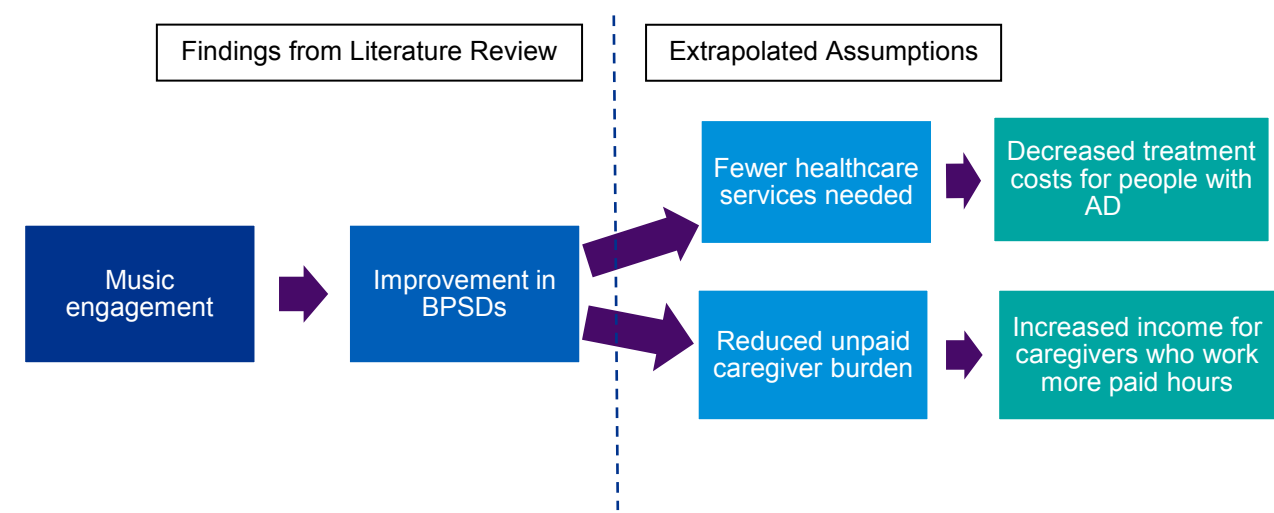 Findings from Literature Review
Extrapolated Assumptions
Music
engagement
Improvement in
BPSDs
Fewer healthcare
services needed
Decreased treatment
costs for people with
AD
Reduced unpaid
caregiver burden
Increased income for
caregivers who work
more paid hours